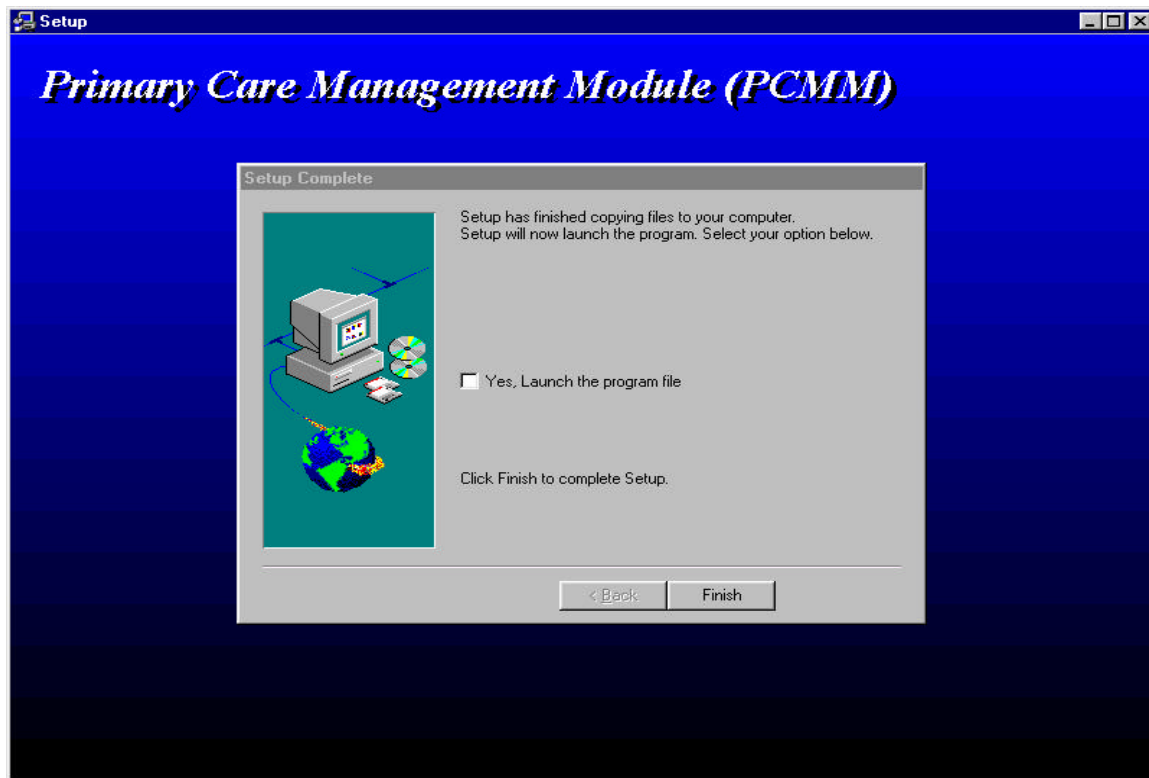 Setup
Primary Care Management Module (PCMM)
Setup Complete
Setup has finished copying files to your computer.
Setup will now launch the program. Select your option below.
Yes, Launch the program file
Click Finish to complete Setup.
< Back
Finish